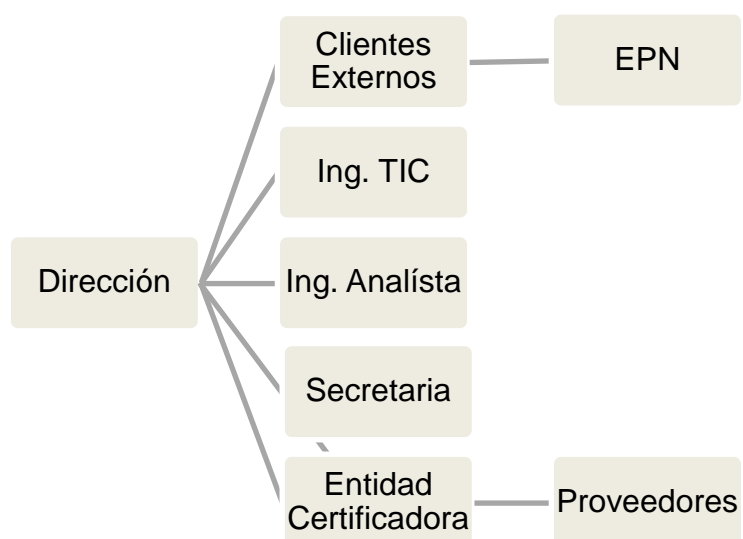 Clientes
Externos
EPN
Ing. TIC
Dirección
Ing. Analísta
Secretaria
Entidad
Certificadora
Proveedores